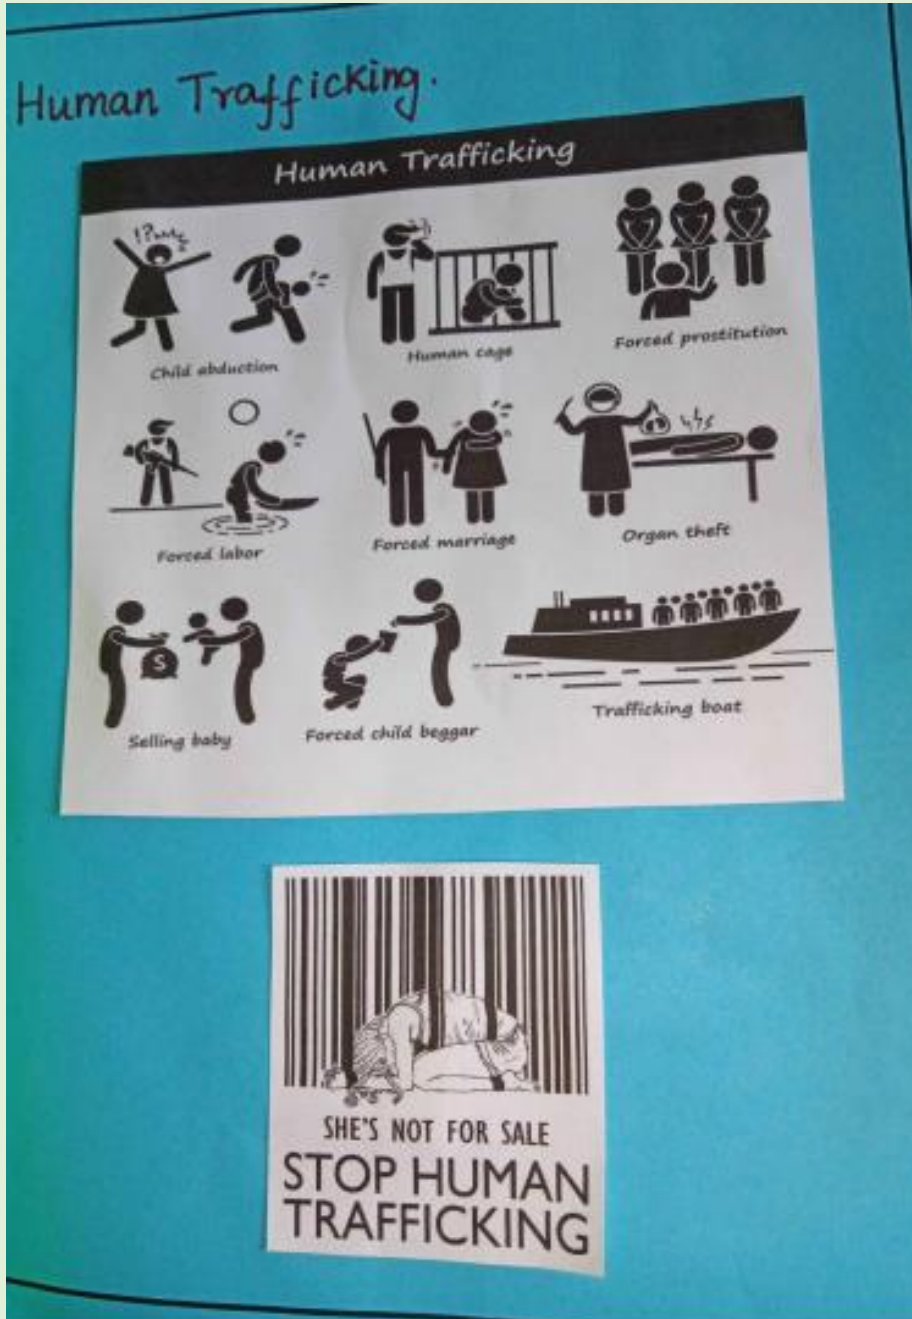 Human Trafficking.
Human Trafficking
!?
Child abduction
Human cage
Forced prostitution
Forced labor
Forced marriage
Organ theft
$
Selling baby
Forced child beggar
Trafficking boat
SHE'S NOT FOR SALE
STOP HUMAN
TRAFFICKING